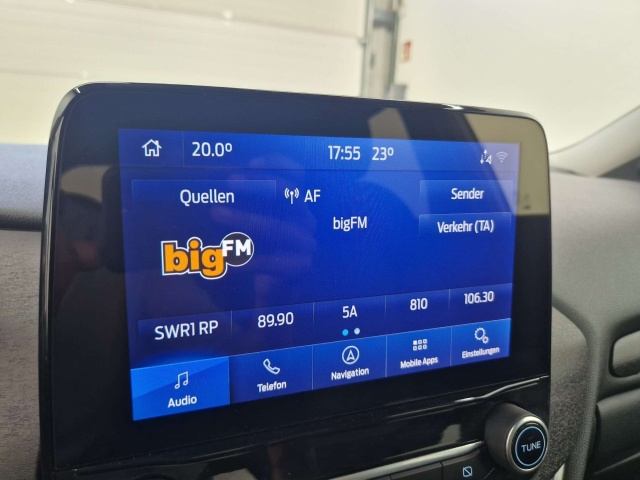 20.0° 17:55 23°
Quellen AF Sender
bigFM Verkehr (TA)
bigFM
SWR1 RP 89.90 5A 810 106.30
Audio Telefon Navigation Mobile Apps Einstellungen
TUNE